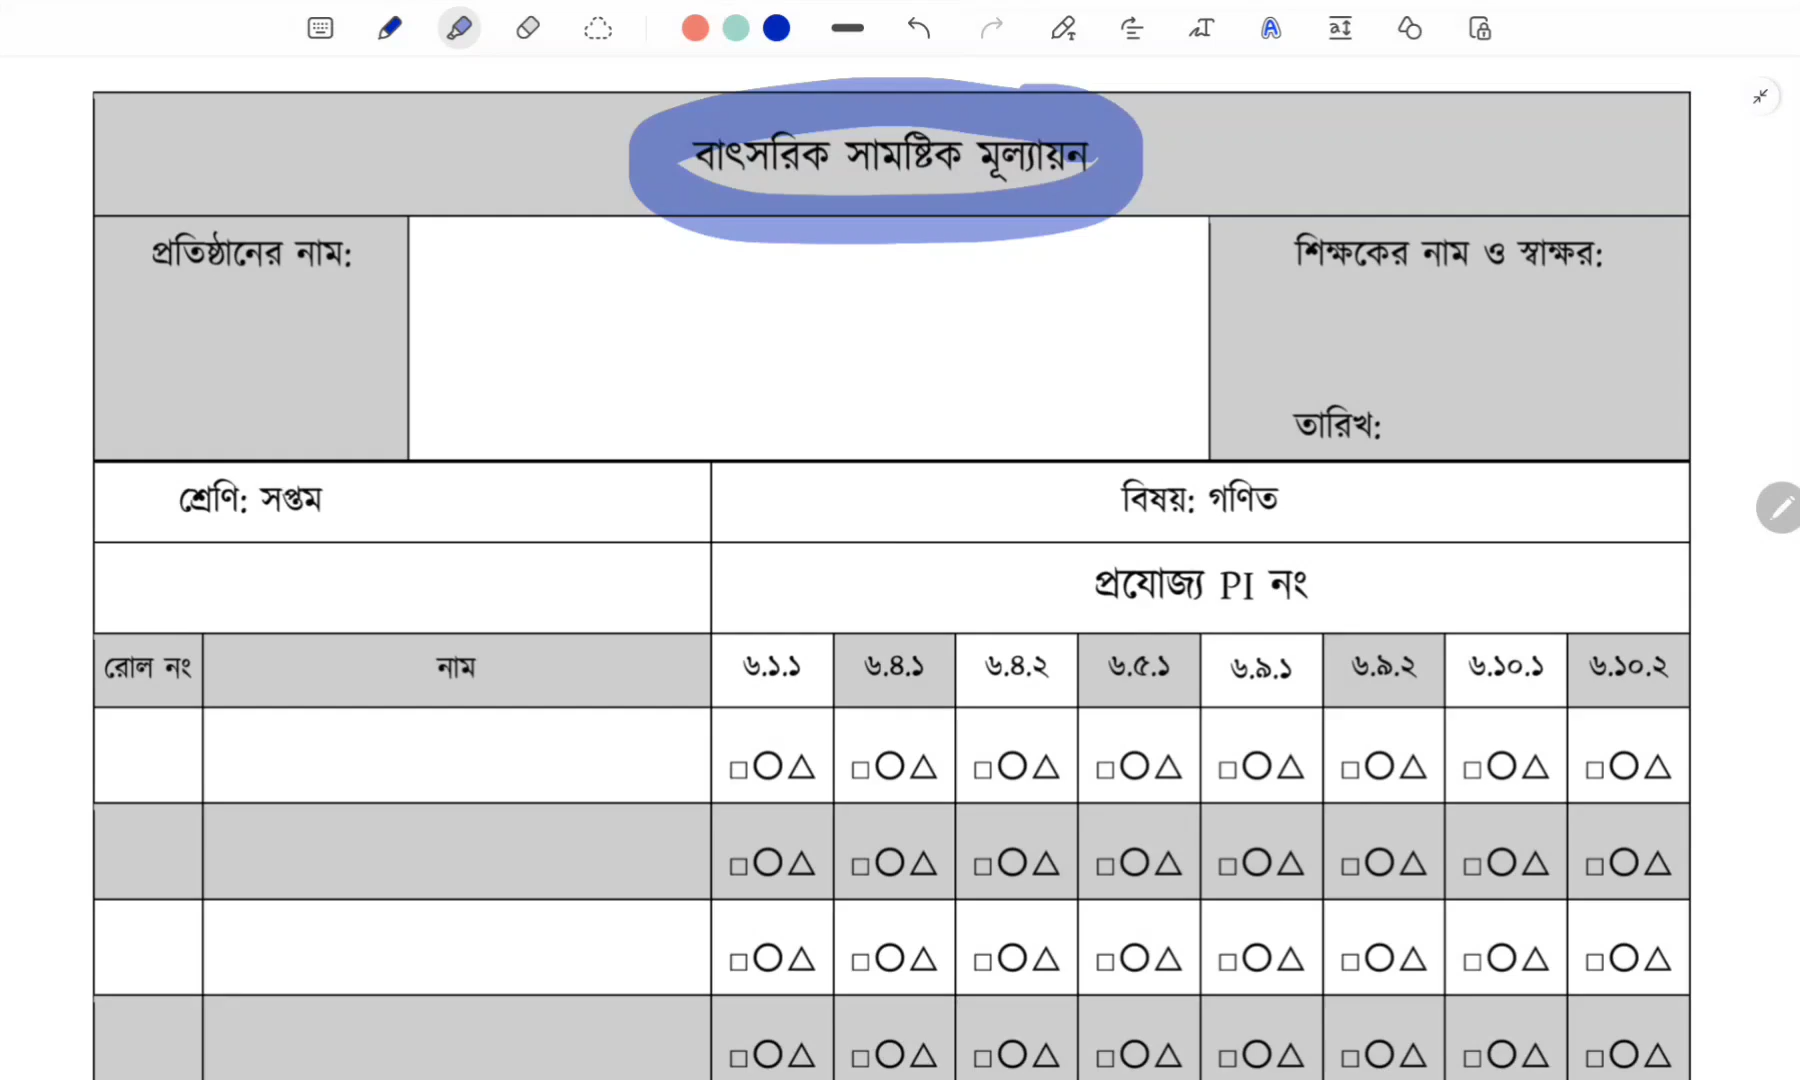 বাৎসরিক সামষ্টিক মূল্যায়ন
প্রতিষ্ঠানের নাম:
শিক্ষকের নাম ও স্বাক্ষর:
তারিখ:
শ্রেণি: সপ্তম
বিষয়: গণিত
প্রযোজ্য PI নং
রোল নং নাম ৬.১.১ ৬.৪.১ ৬.৪.২ ৬.৫.১ ৬.৯.১ ৬.৯.২ ৬.১০.১ ৬.১০.২